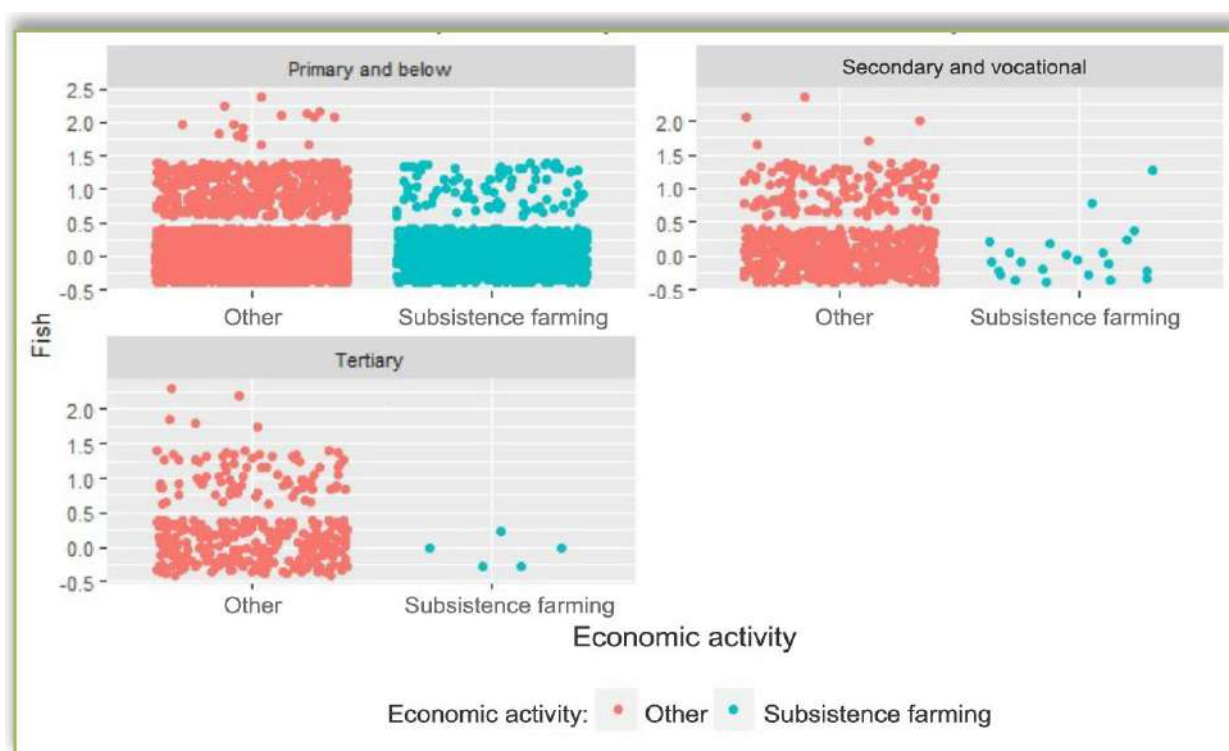 Primary and below
Secondary and vocational
2.5
2.0
1.5
1.0
0.5
0.0
-0.5
2.0
1.5
1.0
0.5
0.0
-0.5
Other
Subsistence farming
Other
Subsistence farming
Fish
Tertiary
2.0
1.5
1.0
0.5
0.0
-0.5
Other
Subsistence farming
Economic activity
Economic activity: Other Subsistence farming